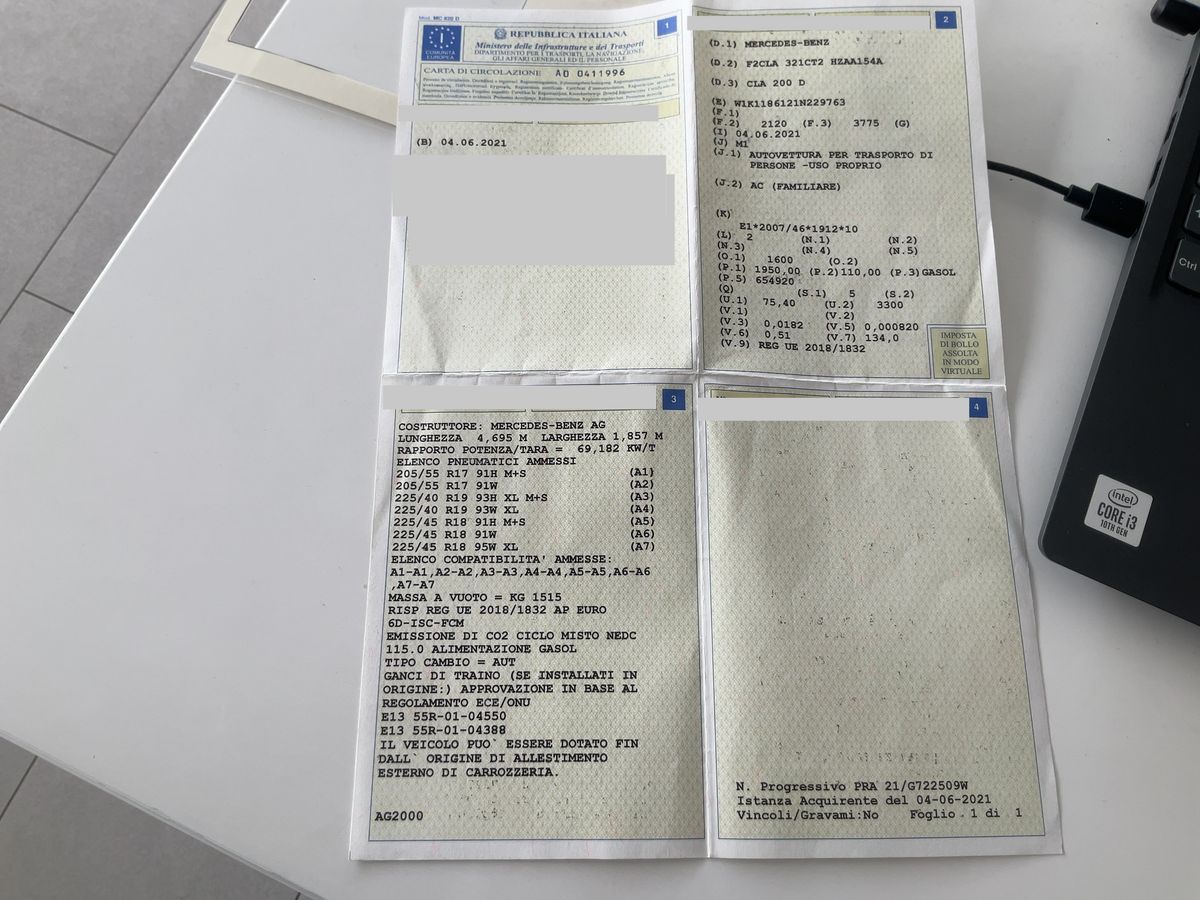 Mod. MC 820 D
1
COMUNITÀ EUROPEA
REPUBBLICA ITALIANA
Ministero delle Infrastrutture e dei Trasporti
DIPARTIMENTO PER I TRASPORTI, LA NAVIGAZIONE,
GLI AFFARI GENERALI ED IL PERSONALE
CARTA DI CIRCOLAZIONE AD 0411996
(B) 04.06.2021
2
(D.1) MERCEDES-BENZ
(D.2) F2CLA 321CT2 HZAA154A
(D.3) CLA 200 D
(E) W1K1186121N229763
(F.1)
(F.2) 2120 (F.3) 3775 (G)
(I) 04.06.2021
(J) M1
(J.1) AUTOVETTURA PER TRASPORTO DI
PERSONE -USO PROPRIO
(J.2) AC (FAMILIARE)
(K)
E1*2007/46*1912*10
(L) 2 (N.1) (N.2)
(N.3) (N.4) (N.5)
(O.1) 1600 (O.2)
(P.1) 1950,00 (P.2)110,00 (P.3)GASOL
(P.5) 654920
(Q) (S.1) 5 (S.2)
(U.1) 75,40 (U.2) 3300
(V.1) (V.2)
(V.3) 0,0182 (V.5) 0,000820
(V.6) 0,51 (V.7) 134,0
(V.9) REG UE 2018/1832
IMPOSTA
DI BOLLO
ASSOLTA
IN MODO
VIRTUALE
3
COSTRUTTORE: MERCEDES-BENZ AG
LUNGHEZZA 4,695 M LARGHEZZA 1,857 M
RAPPORTO POTENZA/TARA = 69,182 KW/T
ELENCO PNEUMATICI AMMESSI
205/55 R17 91H M+S (A1)
205/55 R17 91W (A2)
225/40 R19 93H XL M+S (A3)
225/40 R19 93W XL (A4)
225/45 R18 91H M+S (A5)
225/45 R18 91W (A6)
225/45 R18 95W XL (A7)
ELENCO COMPATIBILITA' AMMESSE:
A1-A1,A2-A2,A3-A3,A4-A4,A5-A5,A6-A6
,A7-A7
MASSA A VUOTO = KG 1515
RISP REG UE 2018/1832 AP EURO
6D-ISC-FCM
EMISSIONE DI CO2 CICLO MISTO NEDC
115.0 ALIMENTAZIONE GASOL
TIPO CAMBIO = AUT
GANCI DI TRAINO (SE INSTALLATI IN
ORIGINE:) APPROVAZIONE IN BASE AL
REGOLAMENTO ECE/ONU
E13 55R-01-04550
E13 55R-01-04388
IL VEICOLO PUO` ESSERE DOTATO FIN
DALL` ORIGINE DI ALLESTIMENTO
ESTERNO DI CARROZZERIA.
AG2000
4
N. Progressivo PRA 21/G722509W
Istanza Acquirente del 04-06-2021
Vincoli/Gravami:No Foglio 1 di 1
Ctrl
intel
CORE i3
10TH GEN